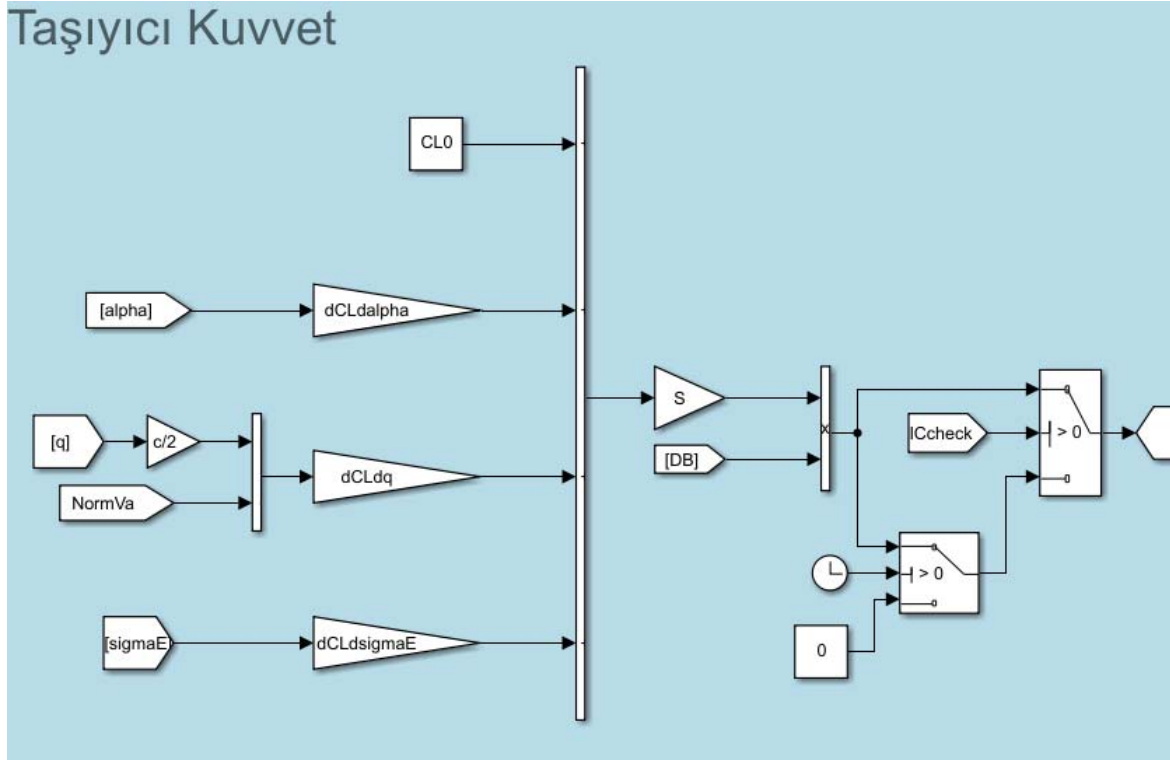 Taşıyıcı Kuvvet
CL0
[alpha]
dCLdalpha
[q]
c/2
NormVa
dCLdq
[sigmaE]
dCLdsigmaE
S
[DB]
x
ICcheck
> 0
> 0
0